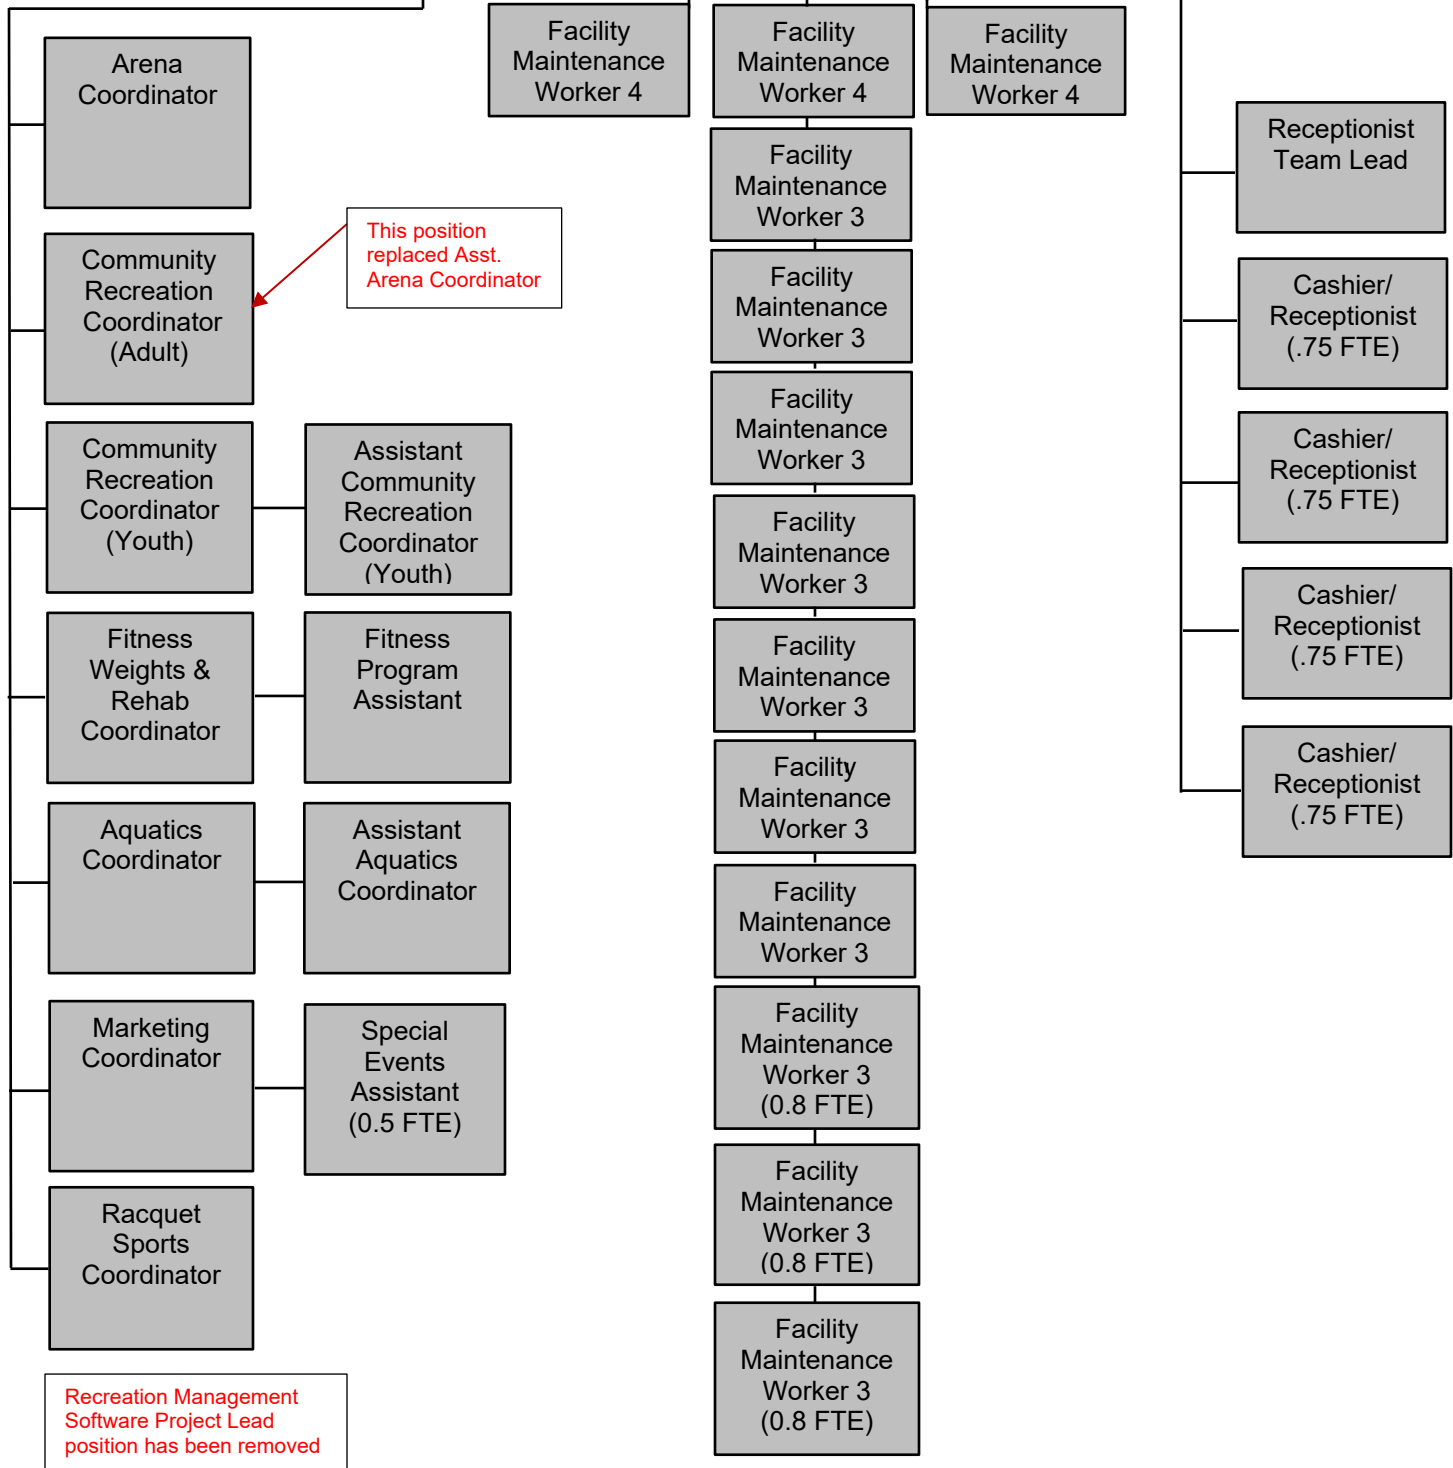 Arena
Coordinator
Community
Recreation
Coordinator
(Adult)
This position
replaced Asst.
Arena Coordinator
Community
Recreation
Coordinator
(Youth)
Assistant
Community
Recreation
Coordinator
(Youth)
Fitness
Weights &
Rehab
Coordinator
Fitness
Program
Assistant
Aquatics
Coordinator
Assistant
Aquatics
Coordinator
Marketing
Coordinator
Special
Events
Assistant
(0.5 FTE)
Racquet
Sports
Coordinator
Recreation Management
Software Project Lead
position has been removed
Facility
Maintenance
Worker 4
Facility
Maintenance
Worker 4
Facility
Maintenance
Worker 4
Facility
Maintenance
Worker 3
Facility
Maintenance
Worker 3
Facility
Maintenance
Worker 3
Facility
Maintenance
Worker 3
Facility
Maintenance
Worker 3
Facility
Maintenance
Worker 3
Facility
Maintenance
Worker 3
Facility
Maintenance
Worker 3
(0.8 FTE)
Facility
Maintenance
Worker 3
(0.8 FTE)
Facility
Maintenance
Worker 3
(0.8 FTE)
Receptionist
Team Lead
Cashier/
Receptionist
(.75 FTE)
Cashier/
Receptionist
(.75 FTE)
Cashier/
Receptionist
(.75 FTE)
Cashier/
Receptionist
(.75 FTE)